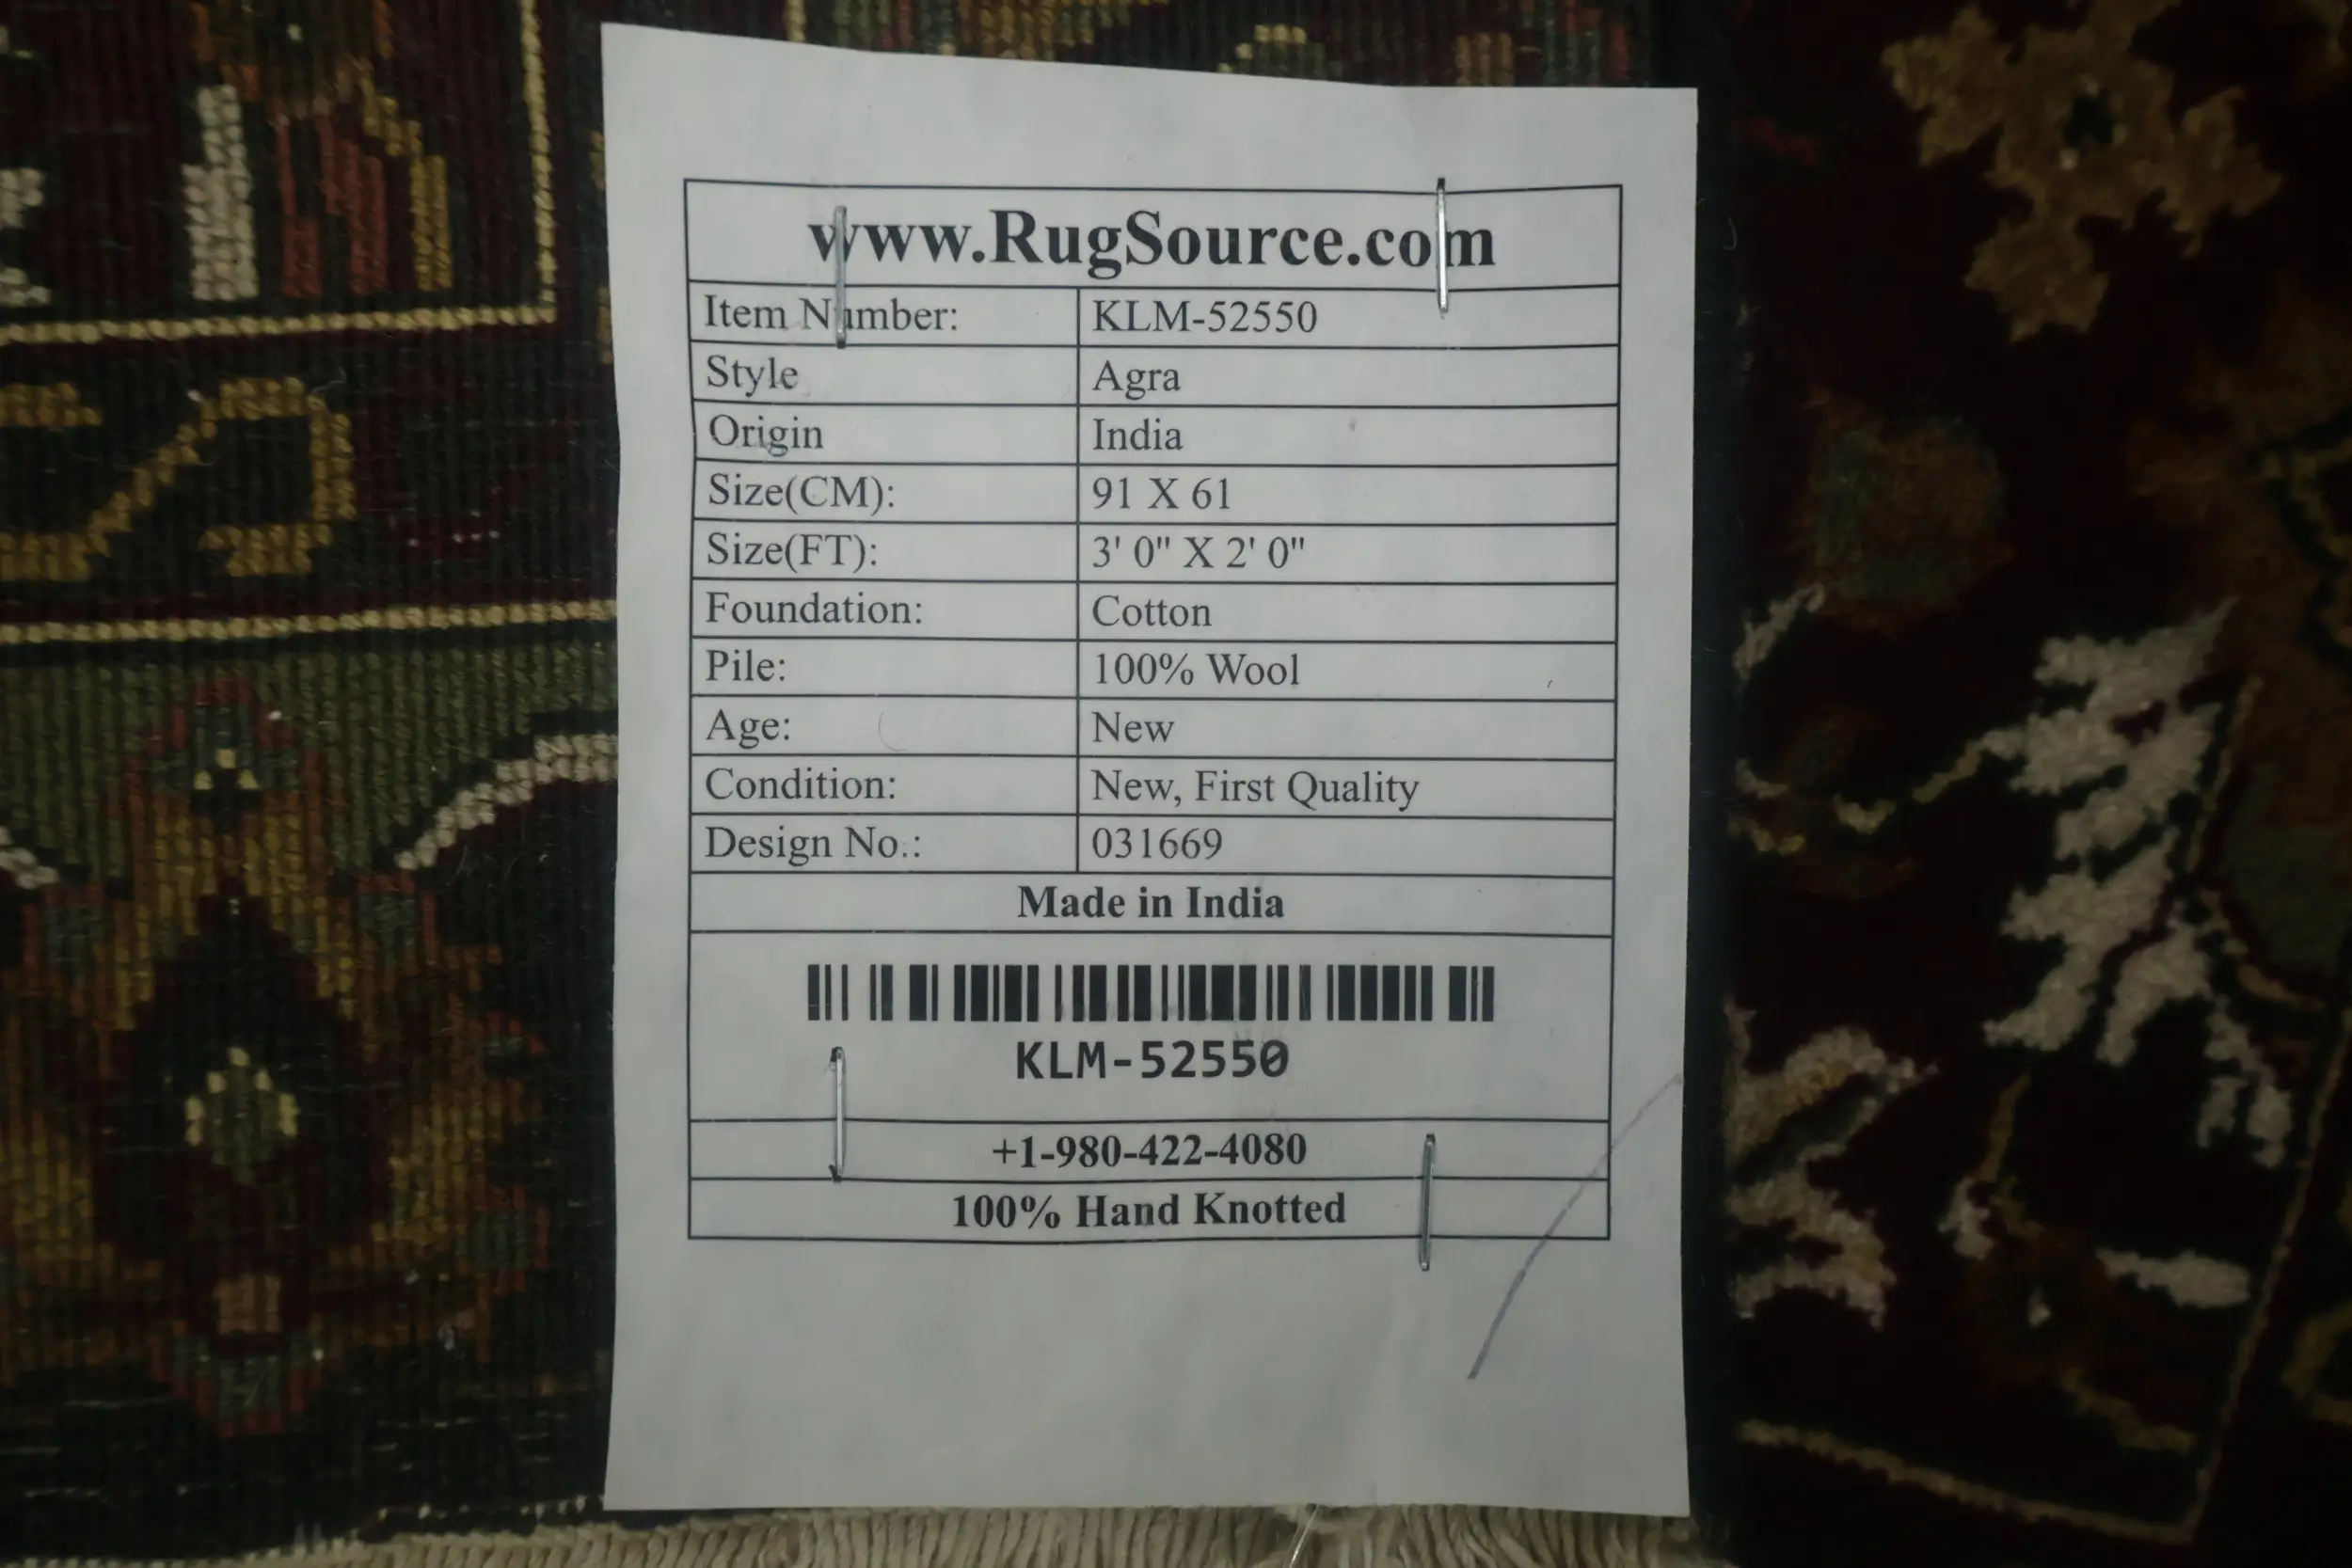 www.RugSource.com
Item Number: KLM-52550
Style Agra
Origin India
Size(CM): 91 X 61
Size(FT): 3' 0" X 2' 0"
Foundation: Cotton
Pile: 100% Wool
Age: New
Condition: New, First Quality
Design No.: 031669
Made in India
KLM-52550
+1-980-422-4080
100% Hand Knotted